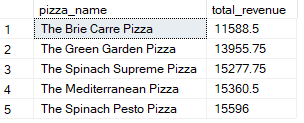 pizza_name total_revenue
1 The Brie Carre Pizza 11588.5
2 The Green Garden Pizza 13955.75
3 The Spinach Supreme Pizza 15277.75
4 The Mediterranean Pizza 15360.5
5 The Spinach Pesto Pizza 15596